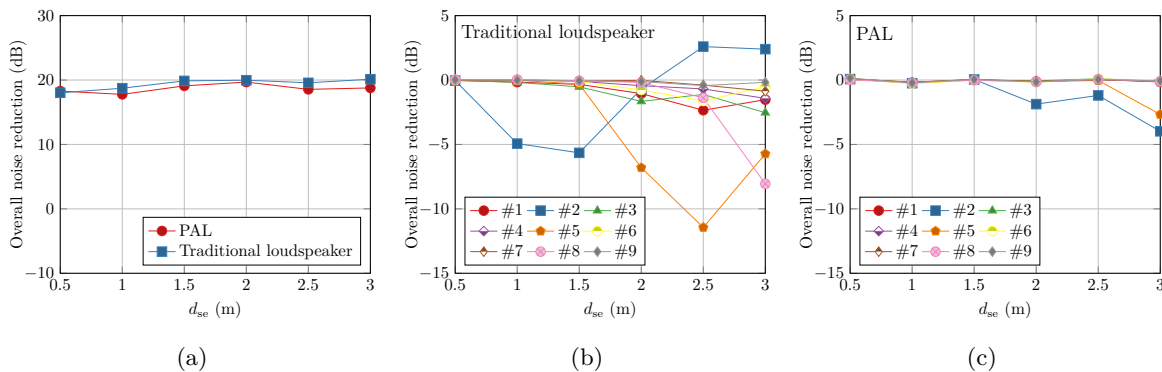 Overall noise reduction (dB)
30
20
10
0
−10
0.5 1 1.5 2 2.5 3
d_se (m)
PAL
Traditional loudspeaker
(a)
Overall noise reduction (dB)
Traditional loudspeaker
5
0
−5
−10
−15
0.5 1 1.5 2 2.5 3
d_se (m)
#1 #2 #3
#4 #5 #6
#7 #8 #9
(b)
Overall noise reduction (dB)
PAL
5
0
−5
−10
−15
0.5 1 1.5 2 2.5 3
d_se (m)
#1 #2 #3
#4 #5 #6
#7 #8 #9
(c)